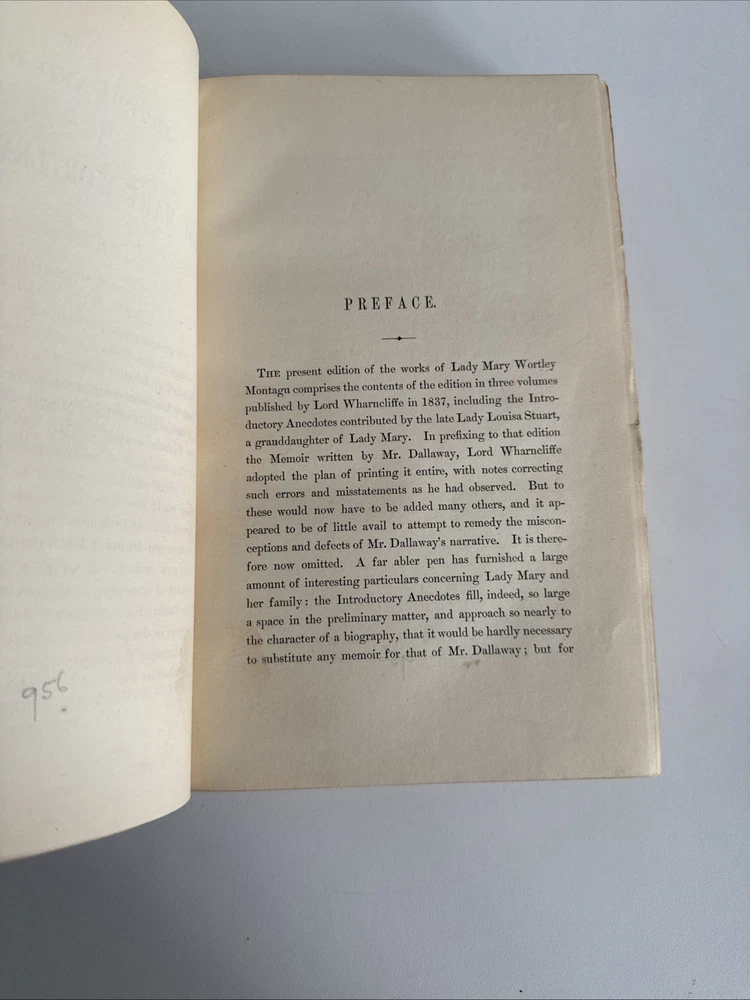 956
PREFACE.
THE present edition of the works of Lady Mary Wortley
Montagu comprises the contents of the edition in three volumes
published by Lord Wharncliffe in 1837, including the Intro-
ductory Anecdotes contributed by the late Lady Louisa Stuart,
a granddaughter of Lady Mary. In prefixing to that edition
the Memoir written by Mr. Dallaway, Lord Wharncliffe
adopted the plan of printing it entire, with notes correcting
such errors and misstatements as he had observed. But to
these would now have to be added many others, and it ap-
peared to be of little avail to attempt to remedy the miscon-
ceptions and defects of Mr. Dallaway's narrative. It is there-
fore now omitted. A far abler pen has furnished a large
amount of interesting particulars concerning Lady Mary and
her family: the Introductory Anecdotes fill, indeed, so large
a space in the preliminary matter, and approach so nearly to
the character of a biography, that it would be hardly necessary
to substitute any memoir for that of Mr. Dallaway; but for